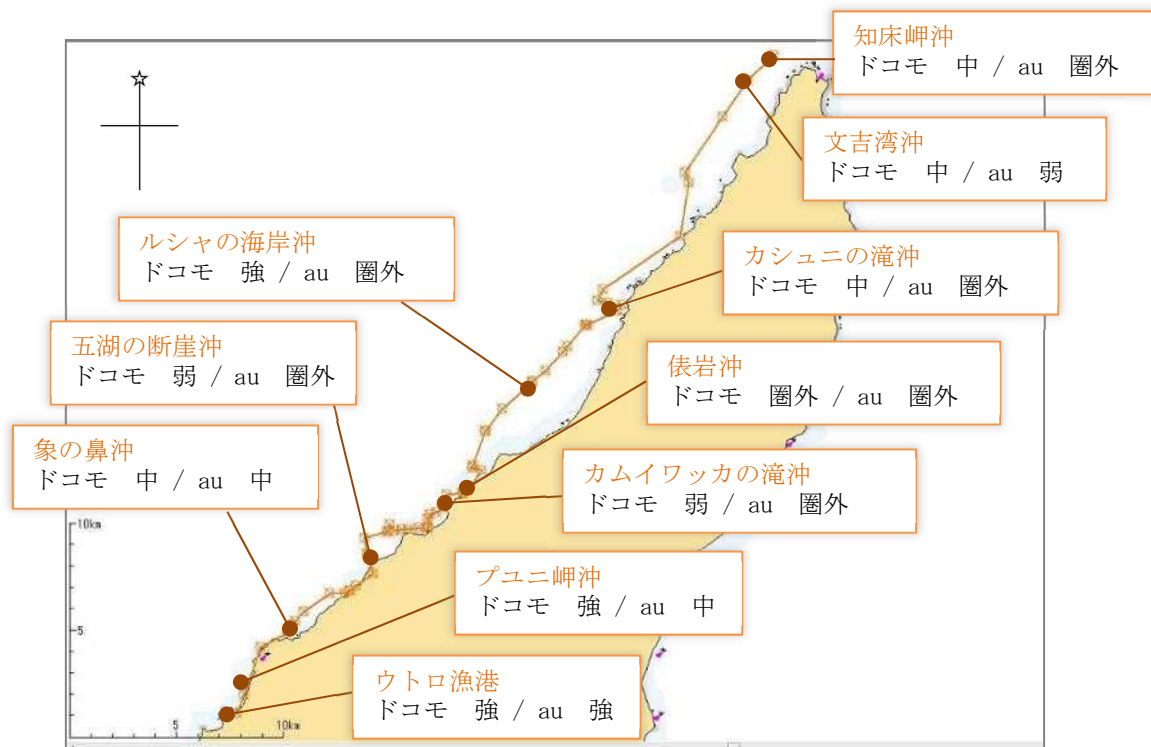 知床岬沖
ドコモ 中 / au 圏外
文吉湾沖
ドコモ 中 / au 弱
ルシャの海岸沖
ドコモ 強 / au 圏外
カシュニの滝沖
ドコモ 中 / au 圏外
五湖の断崖沖
ドコモ 弱 / au 圏外
俵岩沖
ドコモ 圏外 / au 圏外
象の鼻沖
ドコモ 中 / au 中
カムイワッカの滝沖
ドコモ 弱 / au 圏外
10km
プユニ岬沖
ドコモ 強 / au 中
5
ウトロ漁港
ドコモ 強 / au 強
5 10km